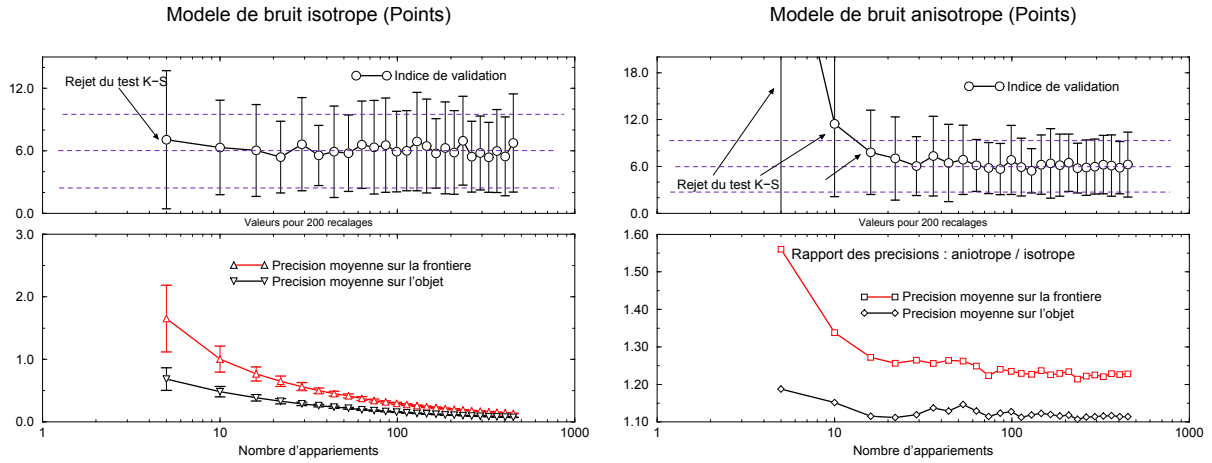 Modele de bruit isotrope (Points)
12.0
8.0
4.0
0.0
Rejet du test K−S
Indice de validation
Valeurs pour 200 recalages
3.0
2.0
1.0
0.0
Precision moyenne sur la frontiere
Precision moyenne sur l'objet
1
10
100
1000
Nombre d'appariements
Modele de bruit anisotrope (Points)
18.0
12.0
6.0
0.0
Indice de validation
Rejet du test K−S
Valeurs pour 200 recalages
1.60
1.50
1.40
1.30
1.20
1.10
Rapport des precisions : aniotrope / isotrope
Precision moyenne sur la frontiere
Precision moyenne sur l'objet
1
10
100
1000
Nombre d'appariements